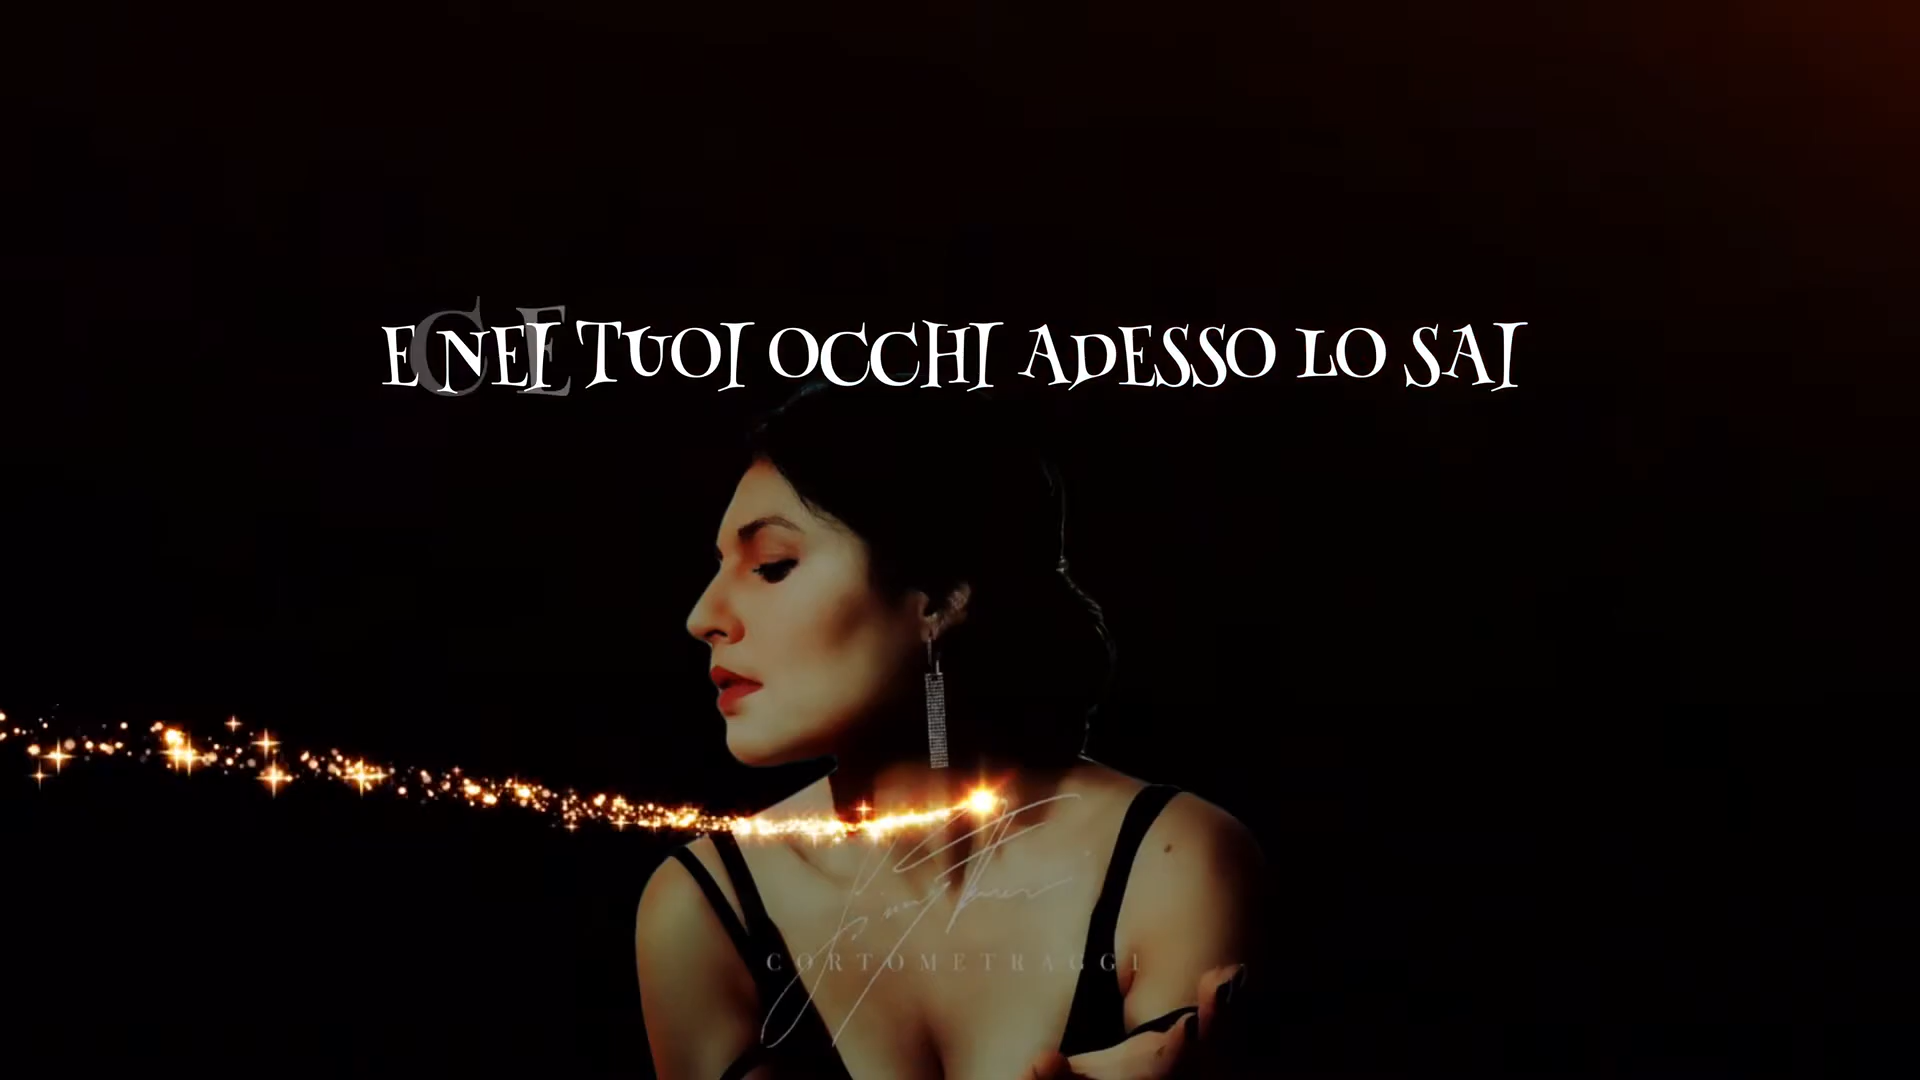 E NEI TUOI OCCHI ADESSO LO SAI
C E
CORTOMETRAGGI